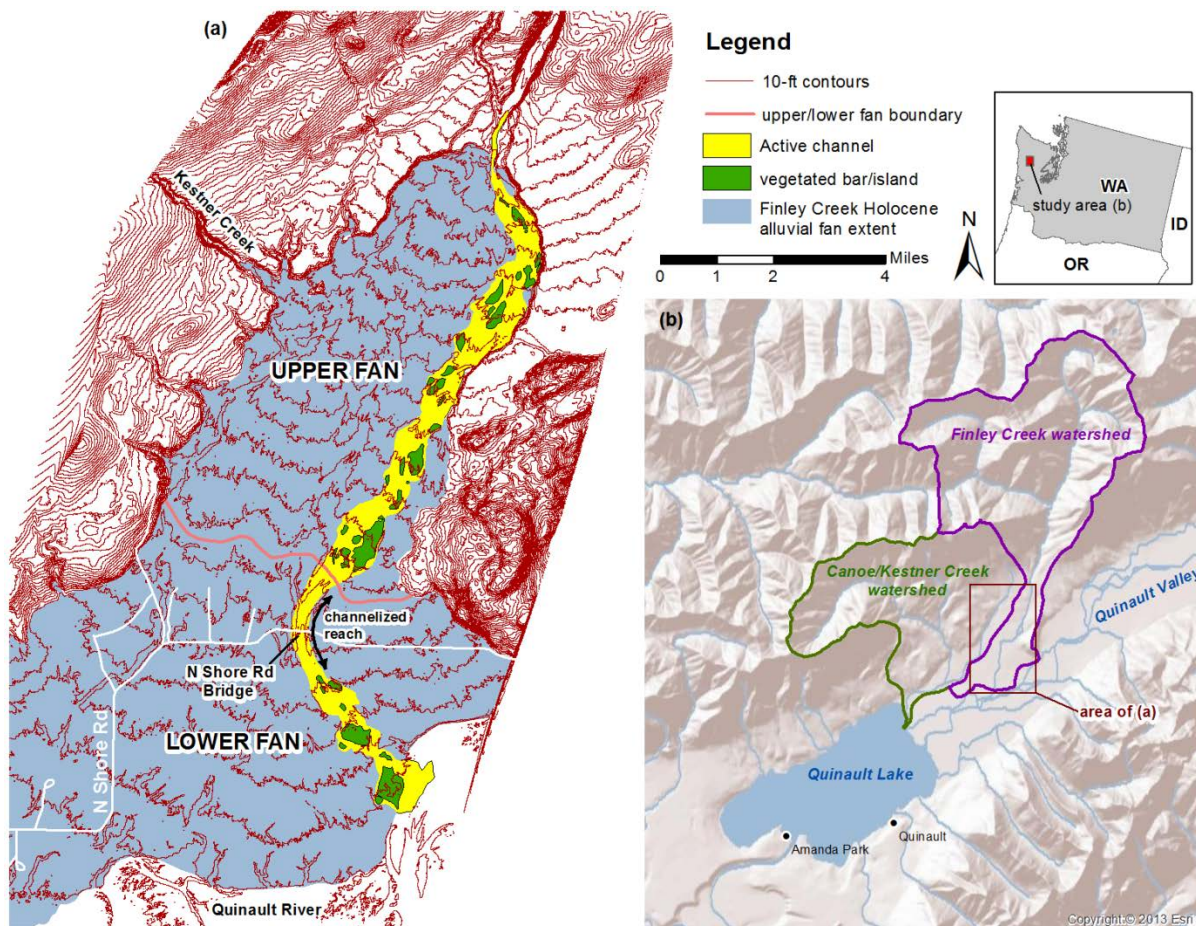 (a)
Kestner Creek
UPPER FAN
channelized
reach
N Shore Rd
Bridge
LOWER FAN
N Shore Rd
Quinault River
Legend
10-ft contours
upper/lower fan boundary
Active channel
vegetated bar/island
Finley Creek Holocene
alluvial fan extent
Miles
0 1 2 4
N
WA
study area (b)
ID
OR
(b)
Finley Creek watershed
Canoe/Kestner Creek
watershed
Quinault Valley
area of (a)
Quinault Lake
Quinault
Amanda Park
Copyright:© 2013 Esri